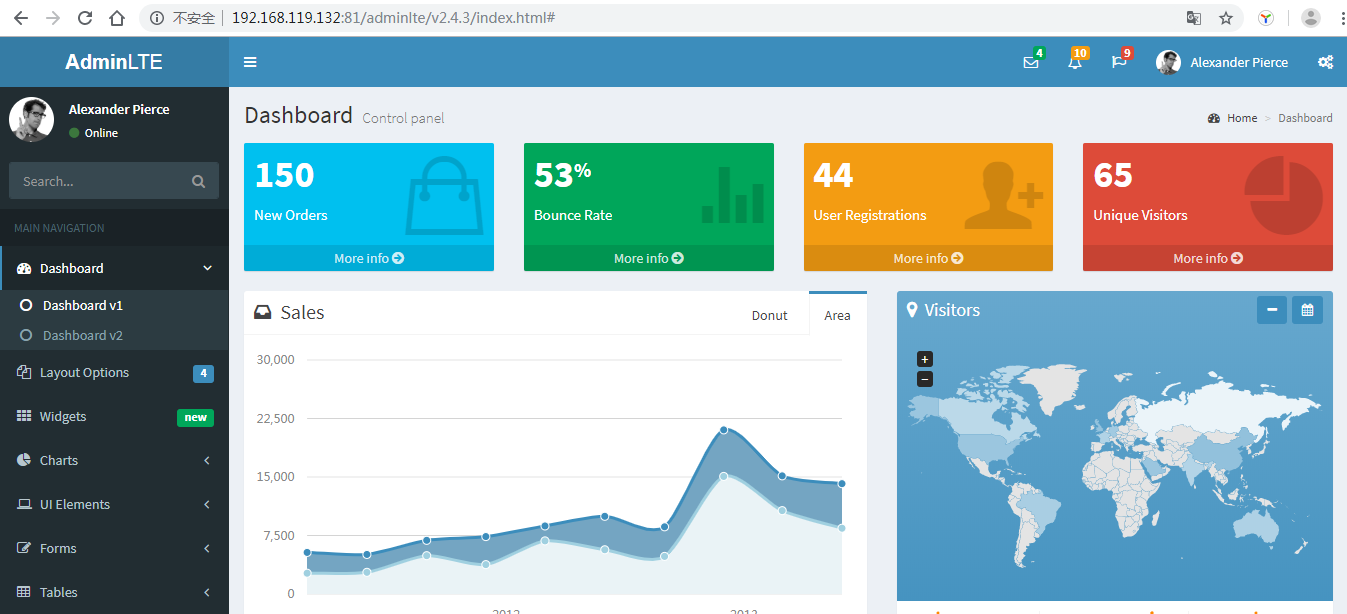 不安全 192.168.119.132:81/adminlte/v2.4.3/index.html#
AdminLTE
4
10
9
Alexander Pierce
Alexander Pierce
Online
Search...
MAIN NAVIGATION
Dashboard
Dashboard v1
Dashboard v2
Layout Options 4
Widgets new
Charts
UI Elements
Forms
Tables
Dashboard Control panel
Home > Dashboard
150
New Orders
More info
53%
Bounce Rate
More info
44
User Registrations
More info
65
Unique Visitors
More info
Sales
Donut
Area
30,000
22,500
15,000
7,500
0
Visitors
+
−